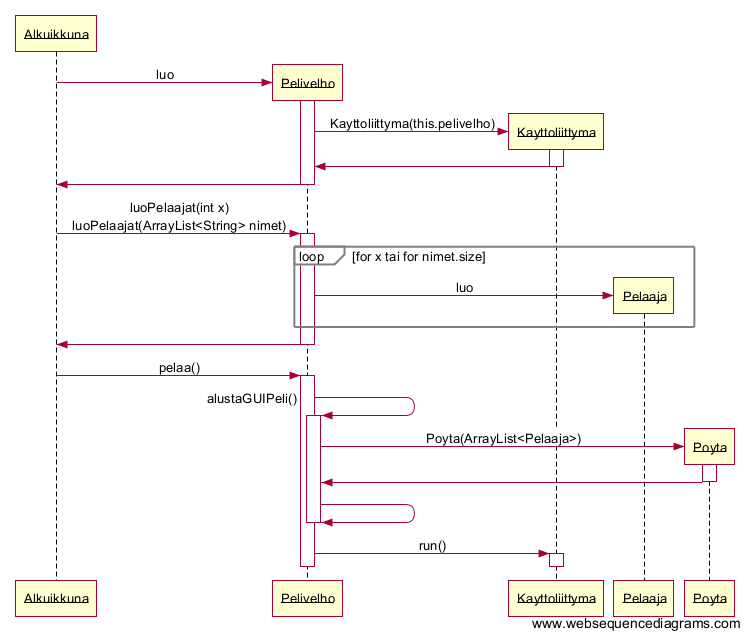 Alkuikkuna
luo
Pelivelho
Kayttoliittyma(this.pelivelho)
Kayttoliittyma
luoPelaajat(int x)
luoPelaajat(ArrayList<String> nimet)
loop [for x tai for nimet.size]
luo
Pelaaja
pelaa()
alustaGUIPeli()
Poyta(ArrayList<Pelaaja>)
Poyta
run()
Alkuikkuna Pelivelho Kayttoliittyma Pelaaja Poyta
www.websequencediagrams.com